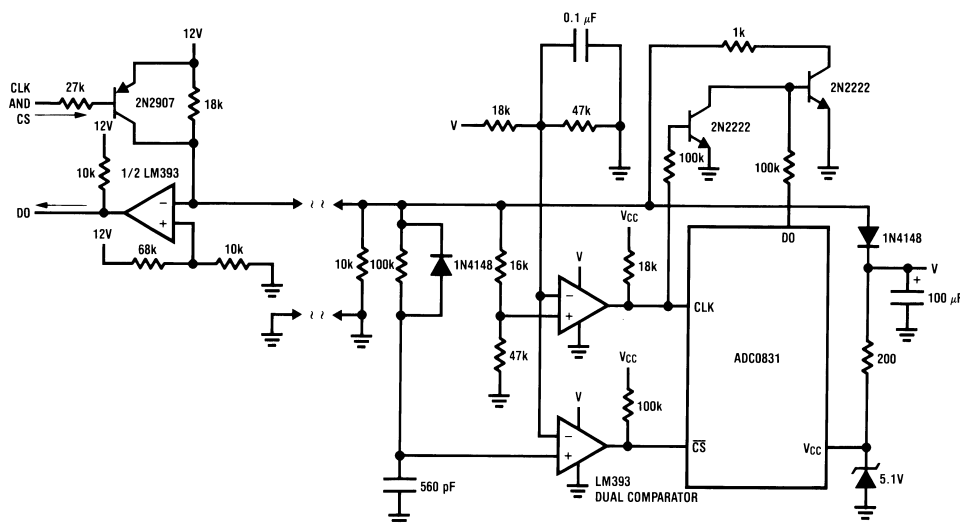 0.1 µF
12V
1k
CLK
AND
CS
27k
2N2907
18k
2N2222
12V
V
18k
47k
2N2222
10k
1/2 LM393
100k
100k
−
+
DO
12V
68k
10k
VCC
DO
1N4148
10k
100k
1N4148
16k
V
18k
V
+
100 µF
−
+
CLK
47k
ADC0831
200
VCC
V
100k
−
+
CS
VCC
560 pF
LM393
DUAL COMPARATOR
5.1V